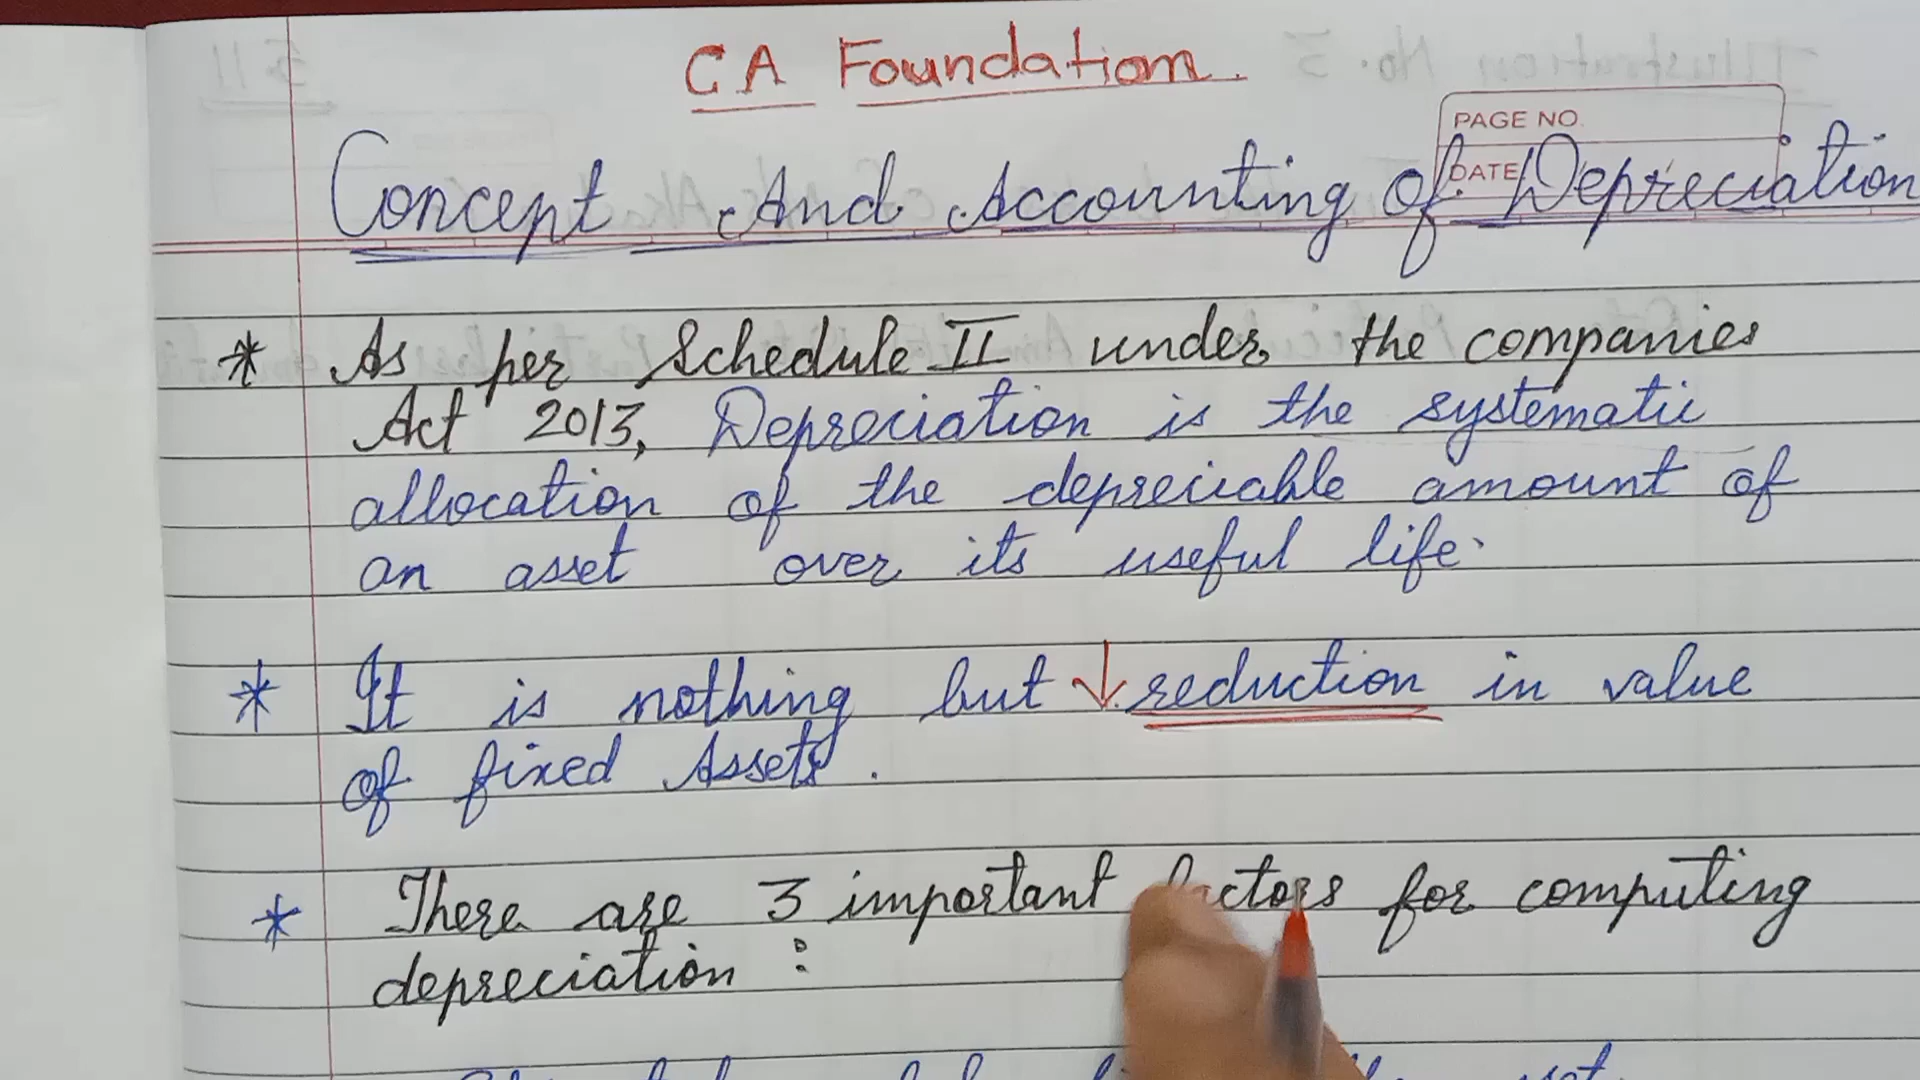 CA Foundation.
PAGE NO.
DATE
Concept And Accounting of Depreciation
* As per Schedule II under the companies
Act 2013, Depreciation is the systematic
allocation of the depreciable amount of
an asset over its useful life.
* It is nothing but ↓ reduction in value
of fixed Assets.
* There are 3 important factors for computing
depreciation :